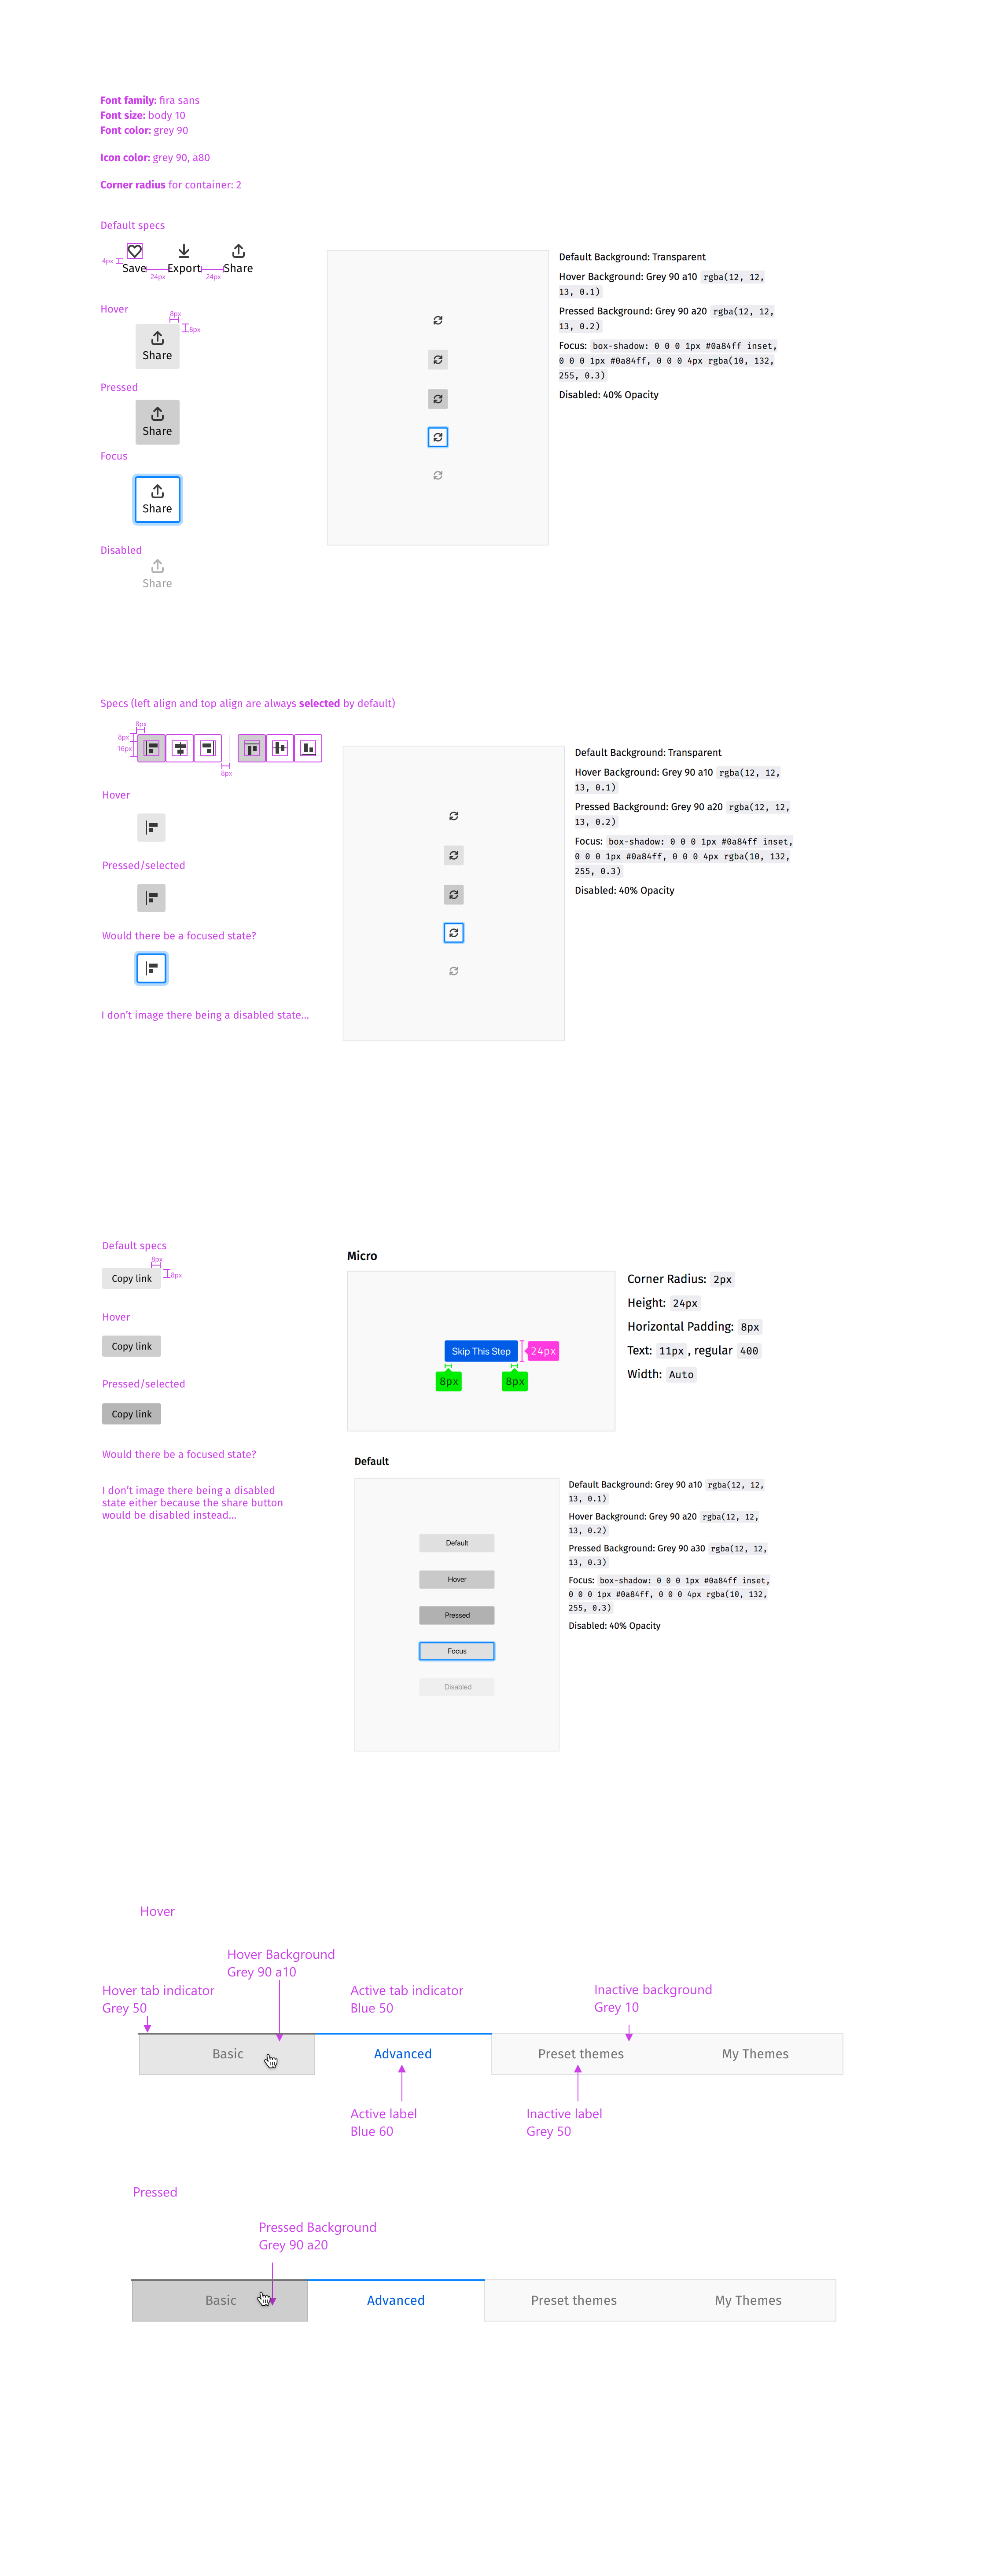 Font family: fira sans
Font size: body 10
Font color: grey 90
Icon color: grey 90, a80
Corner radius for container: 2
Default specs
4px
Save
24px
Export
24px
Share
Hover
8px
8px
Share
Pressed
Share
Focus
Share
Disabled
Share
Default Background: Transparent
Hover Background: Grey 90 a10 rgba(12, 12,
13, 0.1)
Pressed Background: Grey 90 a20 rgba(12, 12,
13, 0.2)
Focus: box-shadow: 0 0 0 1px #0a84ff inset,
0 0 0 1px #0a84ff, 0 0 0 4px rgba(10, 132,
255, 0.3)
Disabled: 40% Opacity
Specs (left align and top align are always selected by default)
8px
8px
16px
8px
Hover
Pressed/selected
Would there be a focused state?
I don't image there being a disabled state...
Default Background: Transparent
Hover Background: Grey 90 a10 rgba(12, 12,
13, 0.1)
Pressed Background: Grey 90 a20 rgba(12, 12,
13, 0.2)
Focus: box-shadow: 0 0 0 1px #0a84ff inset,
0 0 0 1px #0a84ff, 0 0 0 4px rgba(10, 132,
255, 0.3)
Disabled: 40% Opacity
Default specs
8px
8px
Copy link
Hover
Copy link
Pressed/selected
Copy link
Would there be a focused state?
I don't image there being a disabled
state either because the share button
would be disabled instead...
Micro
Skip This Step
24px
8px
8px
Corner Radius: 2px
Height: 24px
Horizontal Padding: 8px
Text: 11px, regular 400
Width: Auto
Default
Default
Hover
Pressed
Focus
Disabled
Default Background: Grey 90 a10 rgba(12, 12,
13, 0.1)
Hover Background: Grey 90 a20 rgba(12, 12,
13, 0.2)
Pressed Background: Grey 90 a30 rgba(12, 12,
13, 0.3)
Focus: box-shadow: 0 0 0 1px #0a84ff inset,
0 0 0 1px #0a84ff, 0 0 0 4px rgba(10, 132,
255, 0.3)
Disabled: 40% Opacity
Hover
Hover Background
Grey 90 a10
Hover tab indicator
Grey 50
Active tab indicator
Blue 50
Inactive background
Grey 10
Basic
Advanced
Preset themes
My Themes
Active label
Blue 60
Inactive label
Grey 50
Pressed
Pressed Background
Grey 90 a20
Basic
Advanced
Preset themes
My Themes